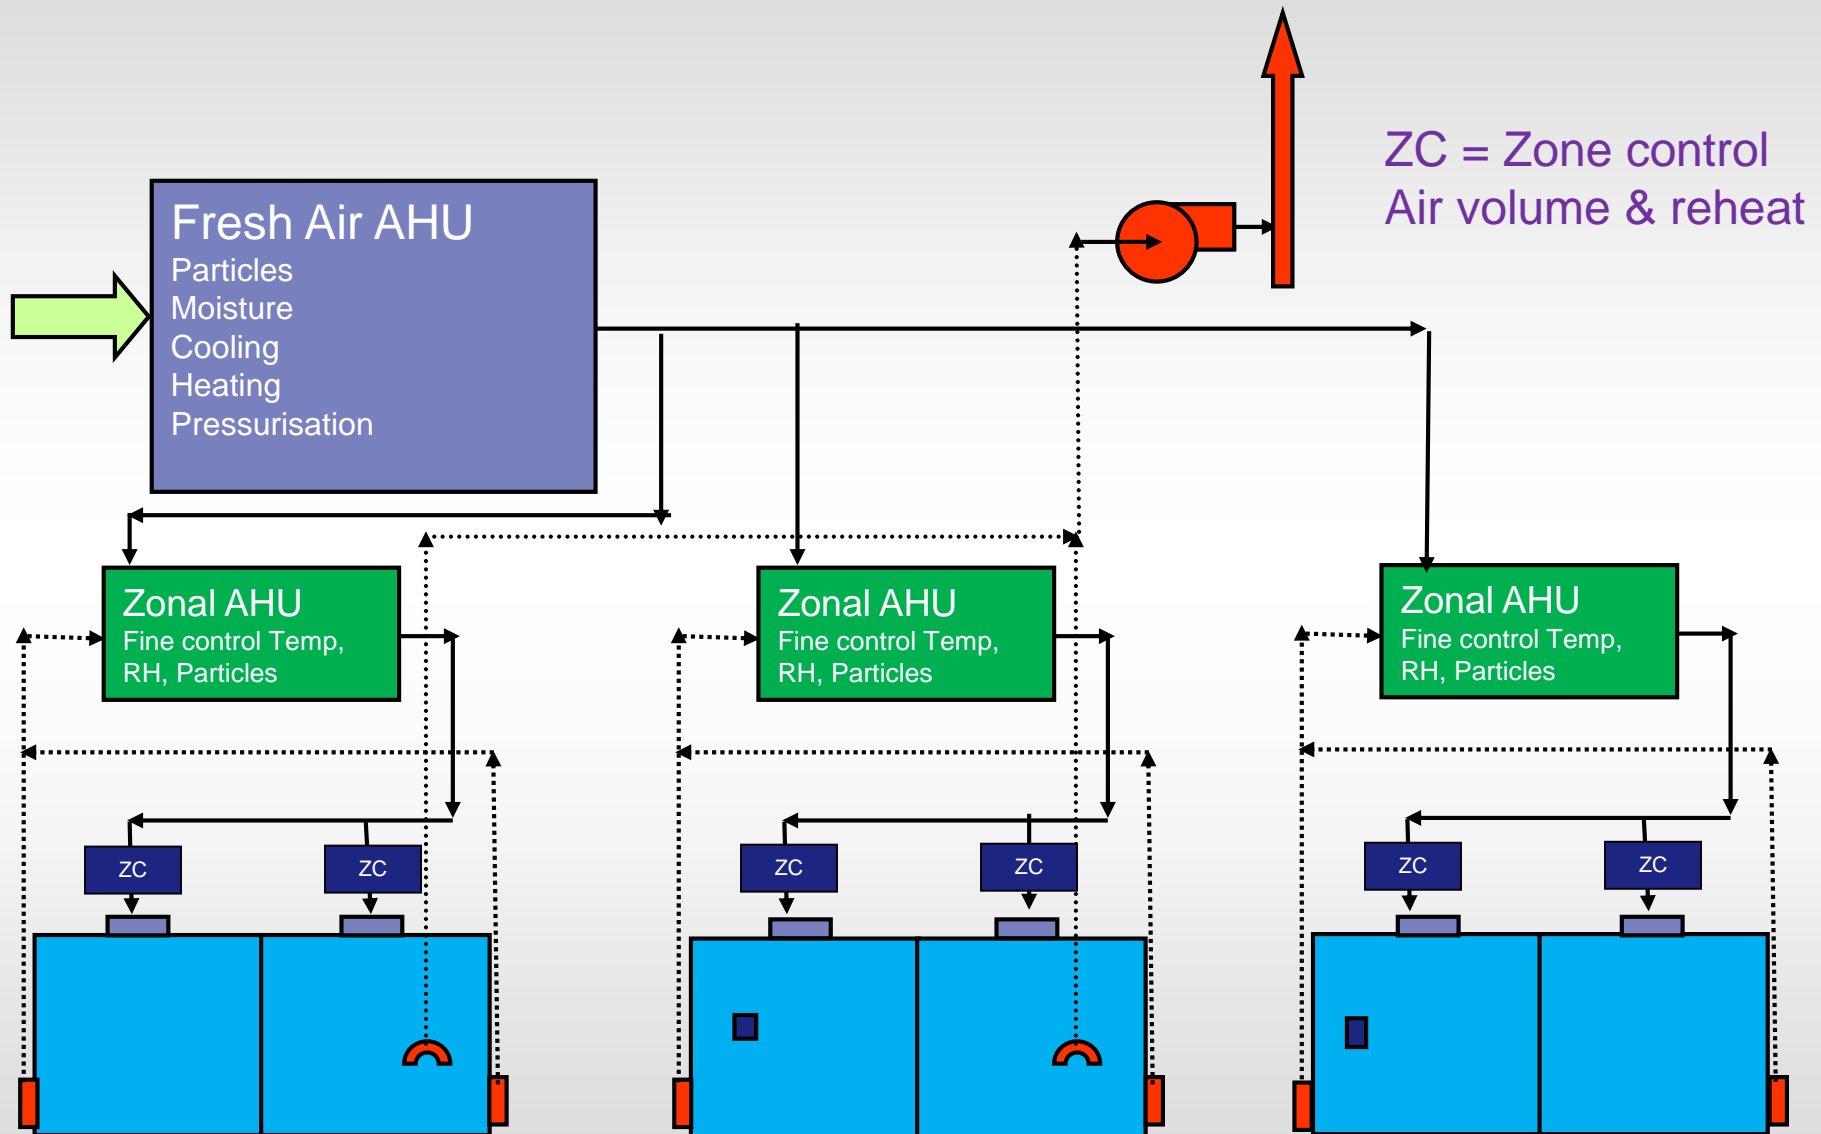 ZC = Zone control
Air volume & reheat
Fresh Air AHU
Particles
Moisture
Cooling
Heating
Pressurisation
Zonal AHU
Fine control Temp,
RH, Particles
Zonal AHU
Fine control Temp,
RH, Particles
Zonal AHU
Fine control Temp,
RH, Particles
ZC
ZC
ZC
ZC
ZC
ZC